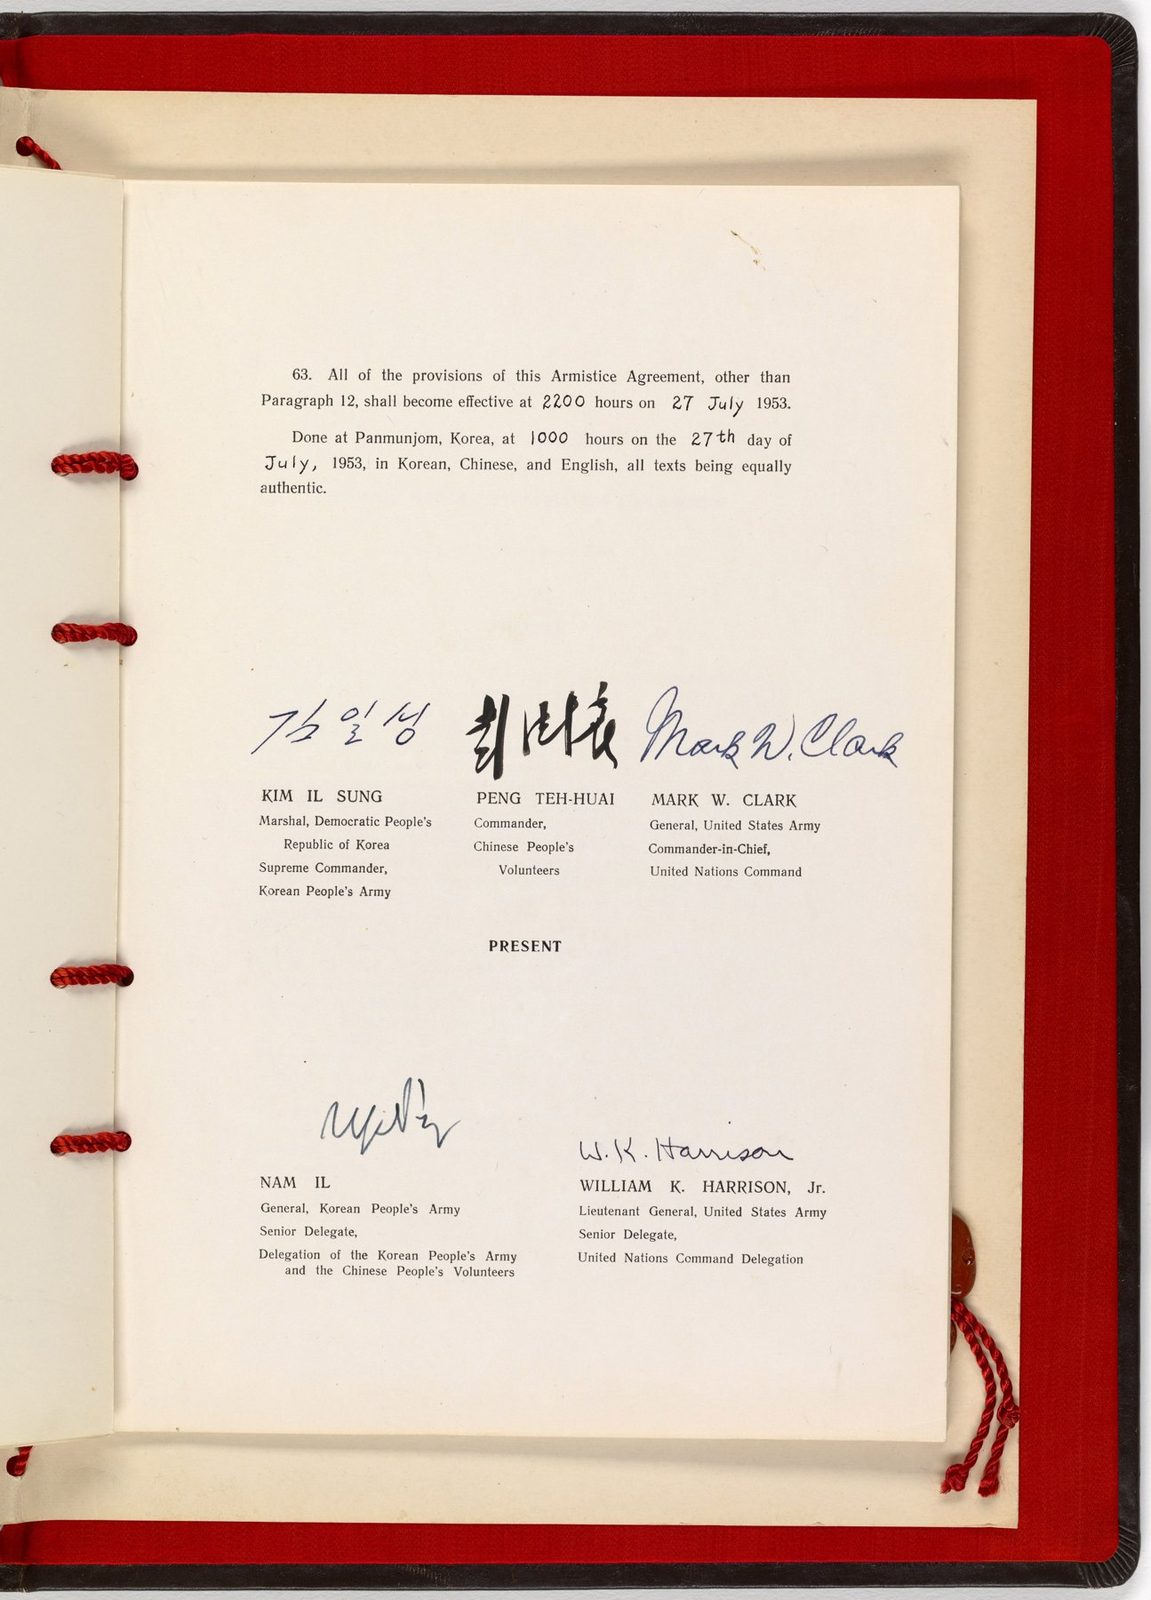 63. All of the provisions of this Armistice Agreement, other than
Paragraph 12, shall become effective at 2200 hours on 27 July 1953.
Done at Panmunjom, Korea, at 1000 hours on the 27th day of
July, 1953, in Korean, Chinese, and English, all texts being equally
authentic.
김일성
彭德懷
Mark W. Clark
KIM IL SUNG
Marshal, Democratic People's
Republic of Korea
Supreme Commander,
Korean People's Army
PENG TEH-HUAI
Commander,
Chinese People's
Volunteers
MARK W. CLARK
General, United States Army
Commander-in-Chief,
United Nations Command
PRESENT
NAM IL
General, Korean People's Army
Senior Delegate,
Delegation of the Korean People's Army
and the Chinese People's Volunteers
W. K. Harrison
WILLIAM K. HARRISON, Jr.
Lieutenant General, United States Army
Senior Delegate,
United Nations Command Delegation